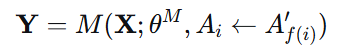 𝐘 = M(𝐗; θ^M, A_i ← A′_{f(i)})